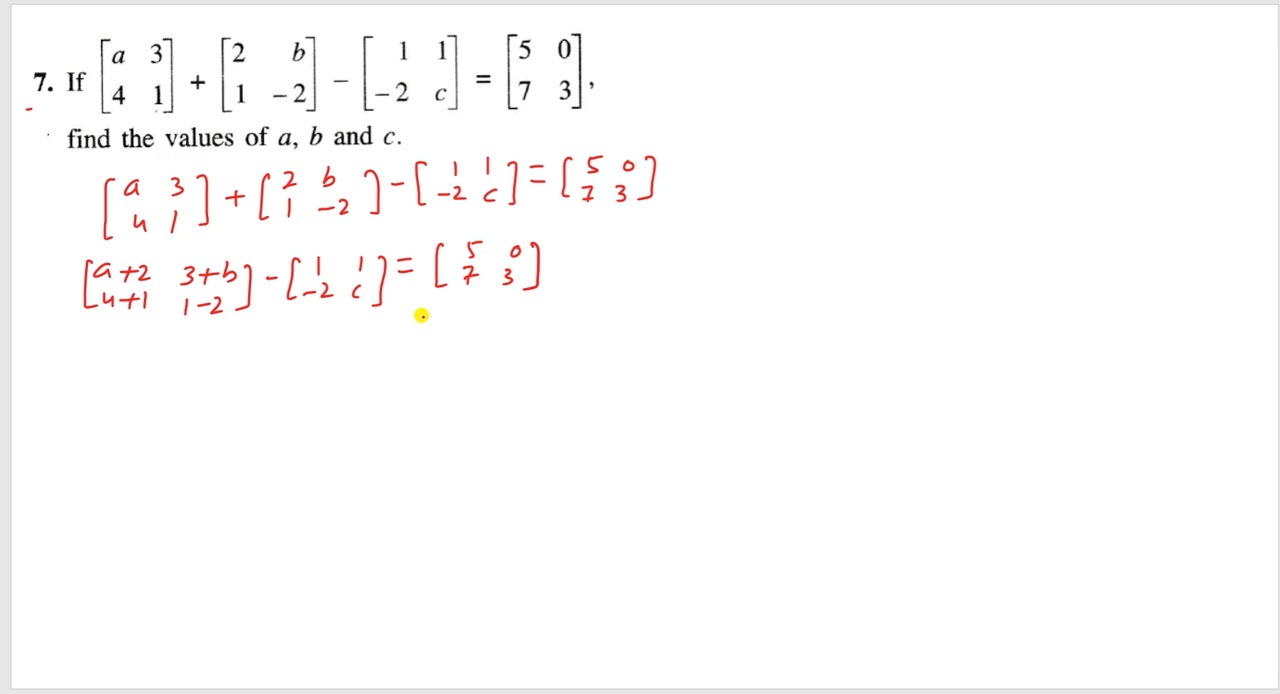 7. If [a 3 4 1] + [2 b 1 -2] - [1 1 -2 c] = [5 0 7 3],
find the values of a, b and c.
[a 3 4 1] + [2 b 1 -2] - [1 1 -2 c] = [5 0 7 3]
[a+2 3+b 4+1 1-2] - [1 1 -2 c] = [5 0 7 3]